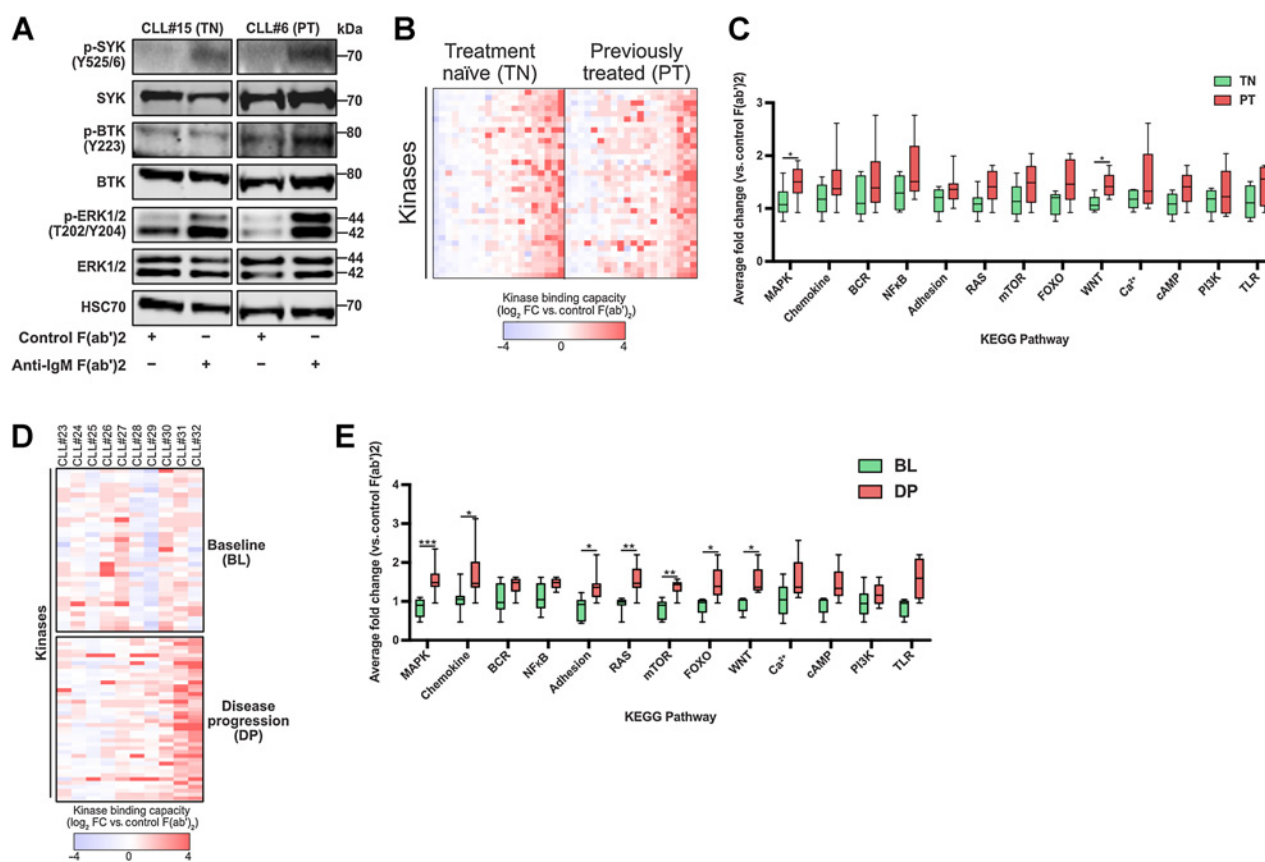 A
CLL#15 (TN) CLL#6 (PT) kDa
p-SYK
(Y525/6)
70
SYK
70
p-BTK
(Y223)
80
BTK
80
p-ERK1/2
(T202/Y204)
44
42
ERK1/2
44
42
HSC70
70
Control F(ab')2 + − + −
Anti-IgM F(ab')2 − + − +
B
Treatment
naïve (TN)
Previously
treated (PT)
Kinases
Kinase binding capacity
(log₂ FC vs. control F(ab')₂)
−4 0 4
C
TN
PT
Average fold change (vs. control F(ab')2)
3
2
1
0
* *
MAPK Chemokine BCR NFκB Adhesion RAS mTOR FOXO WNT Ca²⁺ cAMP PI3K TLR
KEGG Pathway
D
CLL#23 CLL#24 CLL#25 CLL#26 CLL#27 CLL#28 CLL#29 CLL#30 CLL#31 CLL#32
Kinases
Baseline
(BL)
Disease
progression
(DP)
Kinase binding capacity
(log₂ FC vs. control F(ab')₂)
−4 0 4
E
BL
DP
Average fold change (vs. control F(ab')2)
4
3
2
1
0
*** * * ** ** * *
MAPK Chemokine BCR NFκB Adhesion RAS mTOR FOXO WNT Ca²⁺ cAMP PI3K TLR
KEGG Pathway